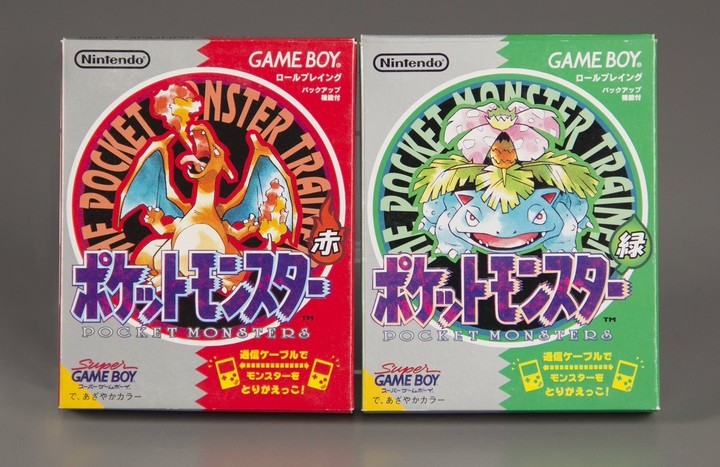 Nintendo
GAME BOY®
ロールプレイング
バックアップ
機能付
THE POCKET MONSTER TRAINER
赤
ポケットモンスター
TM
POCKET MONSTERS
Super
GAME BOY
スーパーゲームボーイ
で、あざやかカラー
通信ケーブルで
モンスターを
とりかえっこ!
Nintendo
GAME BOY®
ロールプレイング
バックアップ
機能付
THE POCKET MONSTER TRAINER
緑
ポケットモンスター
TM
POCKET MONSTERS
Super
GAME BOY
スーパーゲームボーイ
で、あざやかカラー
通信ケーブルで
モンスターを
とりかえっこ!